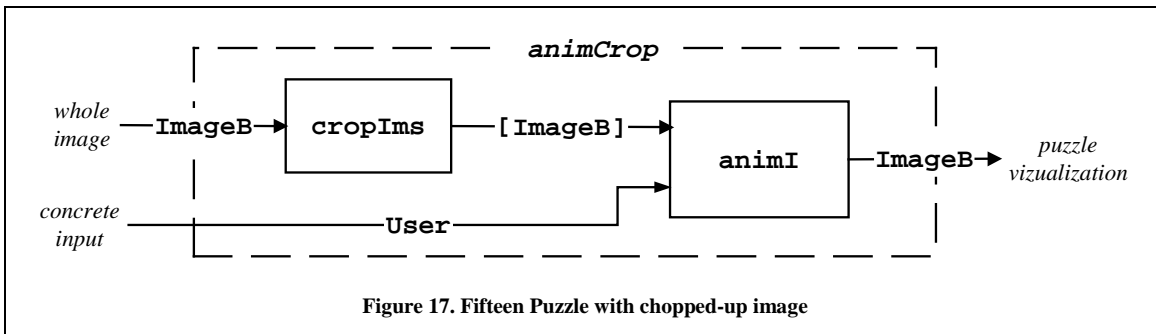 animCrop
whole
image
ImageB
cropIms
[ImageB]
animI
ImageB
puzzle
vizualization
concrete
input
User
Figure 17. Fifteen Puzzle with chopped-up image